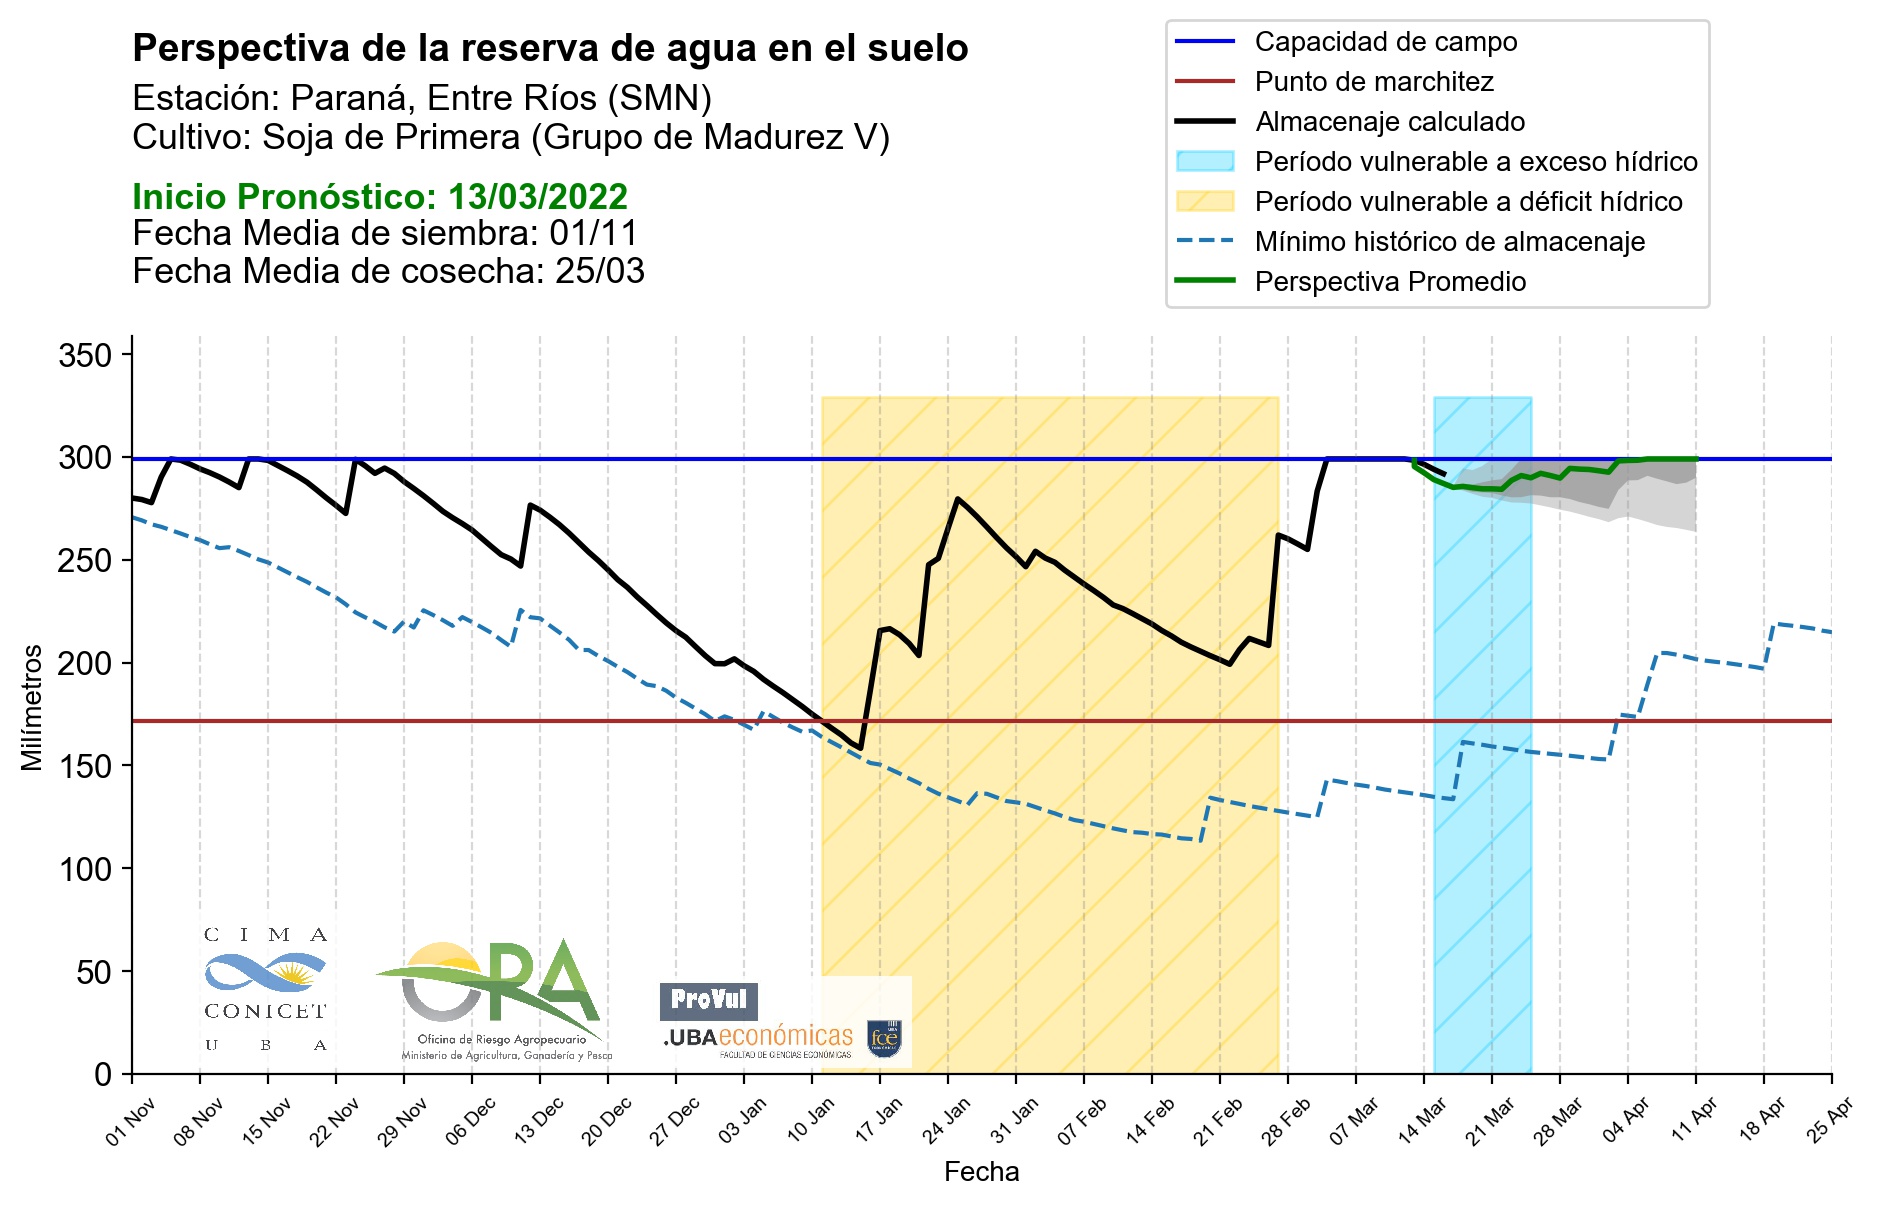 Perspectiva de la reserva de agua en el suelo
Estación: Paraná, Entre Ríos (SMN)
Cultivo: Soja de Primera (Grupo de Madurez V)
Inicio Pronóstico: 13/03/2022
Fecha Media de siembra: 01/11
Fecha Media de cosecha: 25/03
Capacidad de campo
Punto de marchitez
Almacenaje calculado
Período vulnerable a exceso hídrico
Período vulnerable a déficit hídrico
Mínimo histórico de almacenaje
Perspectiva Promedio
350
300
250
200
150
100
50
0
Milímetros
CIMA
CONICET
UBA
ORA
Oficina de Riesgo Agropecuario
Ministerio de Agricultura, Ganadería y Pesca
ProVul
.UBAeconómicas
FACULTAD DE CIENCIAS ECONÓMICAS
fce
01 Nov
08 Nov
15 Nov
22 Nov
29 Nov
06 Dec
13 Dec
20 Dec
27 Dec
03 Jan
10 Jan
17 Jan
24 Jan
31 Jan
07 Feb
14 Feb
21 Feb
28 Feb
07 Mar
14 Mar
21 Mar
28 Mar
04 Apr
11 Apr
18 Apr
25 Apr
Fecha